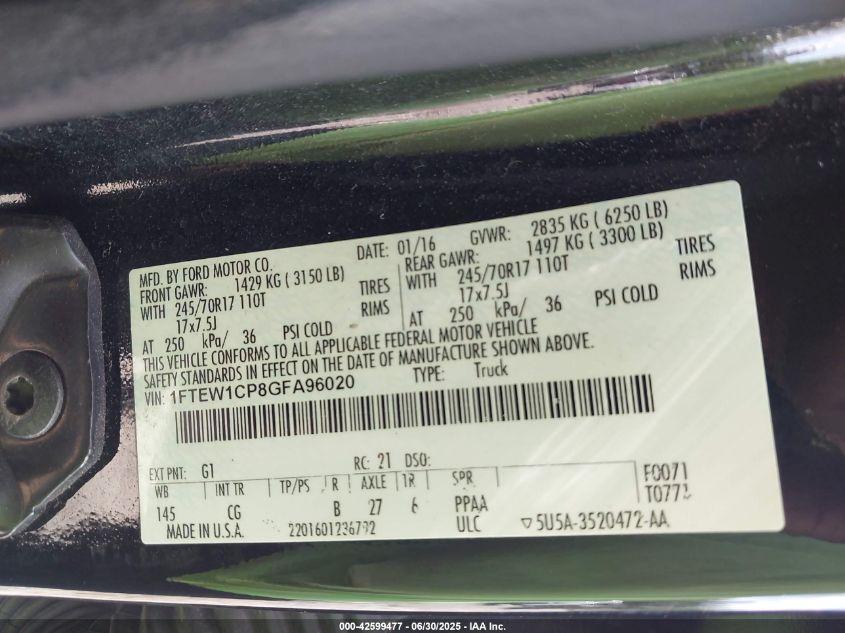 MFD. BY FORD MOTOR CO. DATE: 01/16 GVWR: 2835 KG ( 6250 LB)
FRONT GAWR: 1429 KG ( 3150 LB) REAR GAWR: 1497 KG ( 3300 LB)
WITH 245/70R17 110T TIRES WITH 245/70R17 110T TIRES
17x7.5J RIMS 17x7.5J RIMS
AT 250 kPa/ 36 PSI COLD AT 250 kPa/ 36 PSI COLD
THIS VEHICLE CONFORMS TO ALL APPLICABLE FEDERAL MOTOR VEHICLE
SAFETY STANDARDS IN EFFECT ON THE DATE OF MANUFACTURE SHOWN ABOVE.
VIN: 1FTEW1CP8GFA96020 TYPE: Truck
EXT PNT: G1 RC: 21 DSO:
WB INT TR TP/PS R AXLE TR SPR F0071
145 CG B 27 6 PPAA T0771
MADE IN U.S.A. 2201601236792 ULC ▽5U5A-3520472-AA
000-42599477 - 06/30/2025 - IAA Inc.